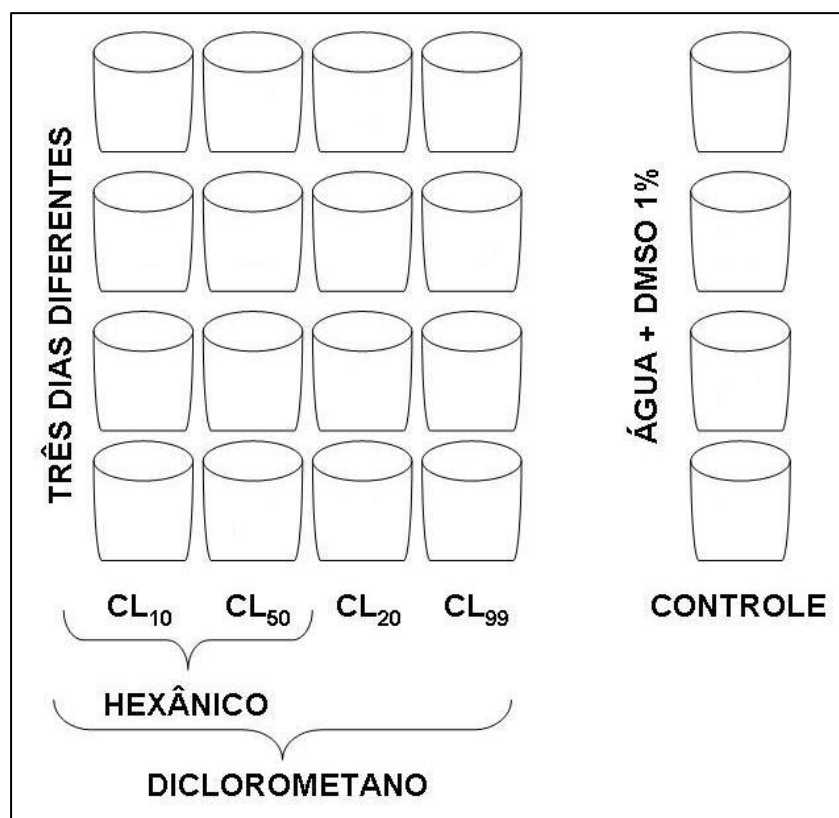 TRÊS DIAS DIFERENTES
ÁGUA + DMSO 1%
CL10 CL50 CL20 CL99 CONTROLE
HEXÂNICO
DICLOROMETANO